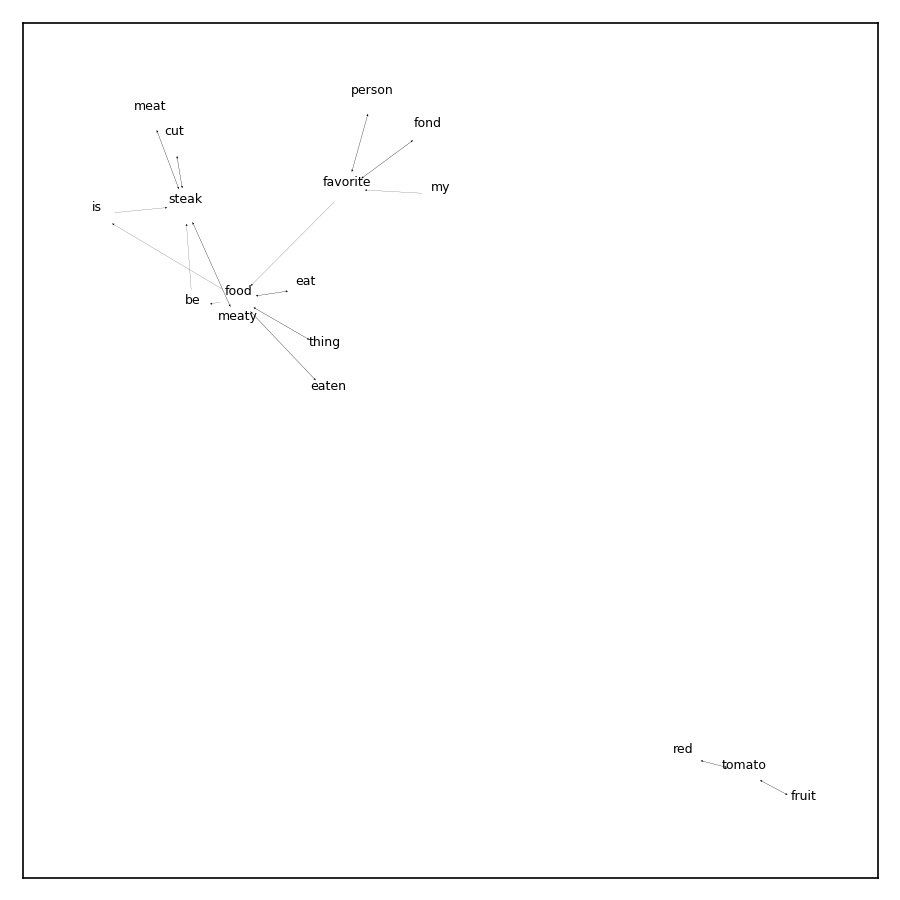 person
meat
fond
cut
favorite
my
steak
is
eat
food
be
meaty
thing
eaten
red
tomato
fruit